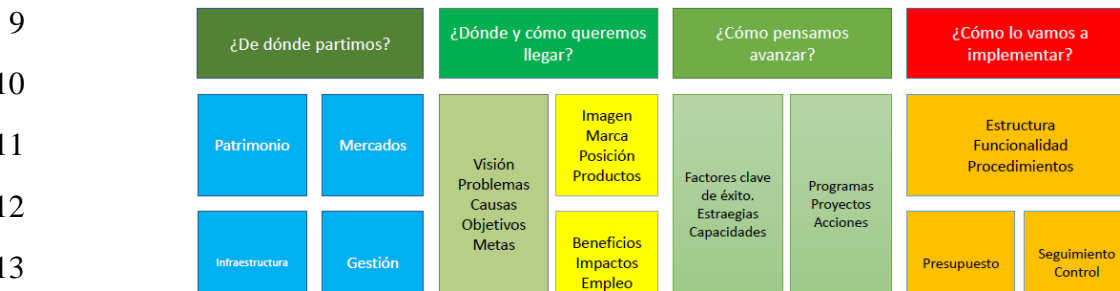 9
10
11
12
13
¿De dónde partimos?
¿Dónde y cómo queremos
llegar?
¿Cómo pensamos
avanzar?
¿Cómo lo vamos a
implementar?
Patrimonio
Mercados
Infraestructura
Gestión
Visión
Problemas
Causas
Objetivos
Metas
Imagen
Marca
Posición
Productos
Beneficios
Impactos
Empleo
Factores clave
de éxito.
Estraegias
Capacidades
Programas
Proyectos
Acciones
Estructura
Funcionalidad
Procedimientos
Presupuesto
Seguimiento
Control